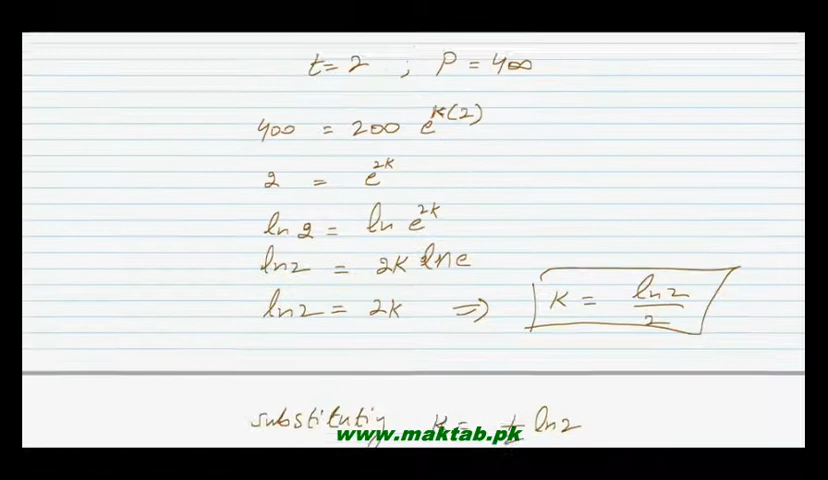 t = 2 ; P = 400
400 = 200 e^{K(2)}
2 = e^{2K}
ln 2 = ln e^{2K}
ln2 = 2K lne
ln2 = 2K ⇒ K = ln2/2
substituting K = 1/2 ln2
www.maktab.pk